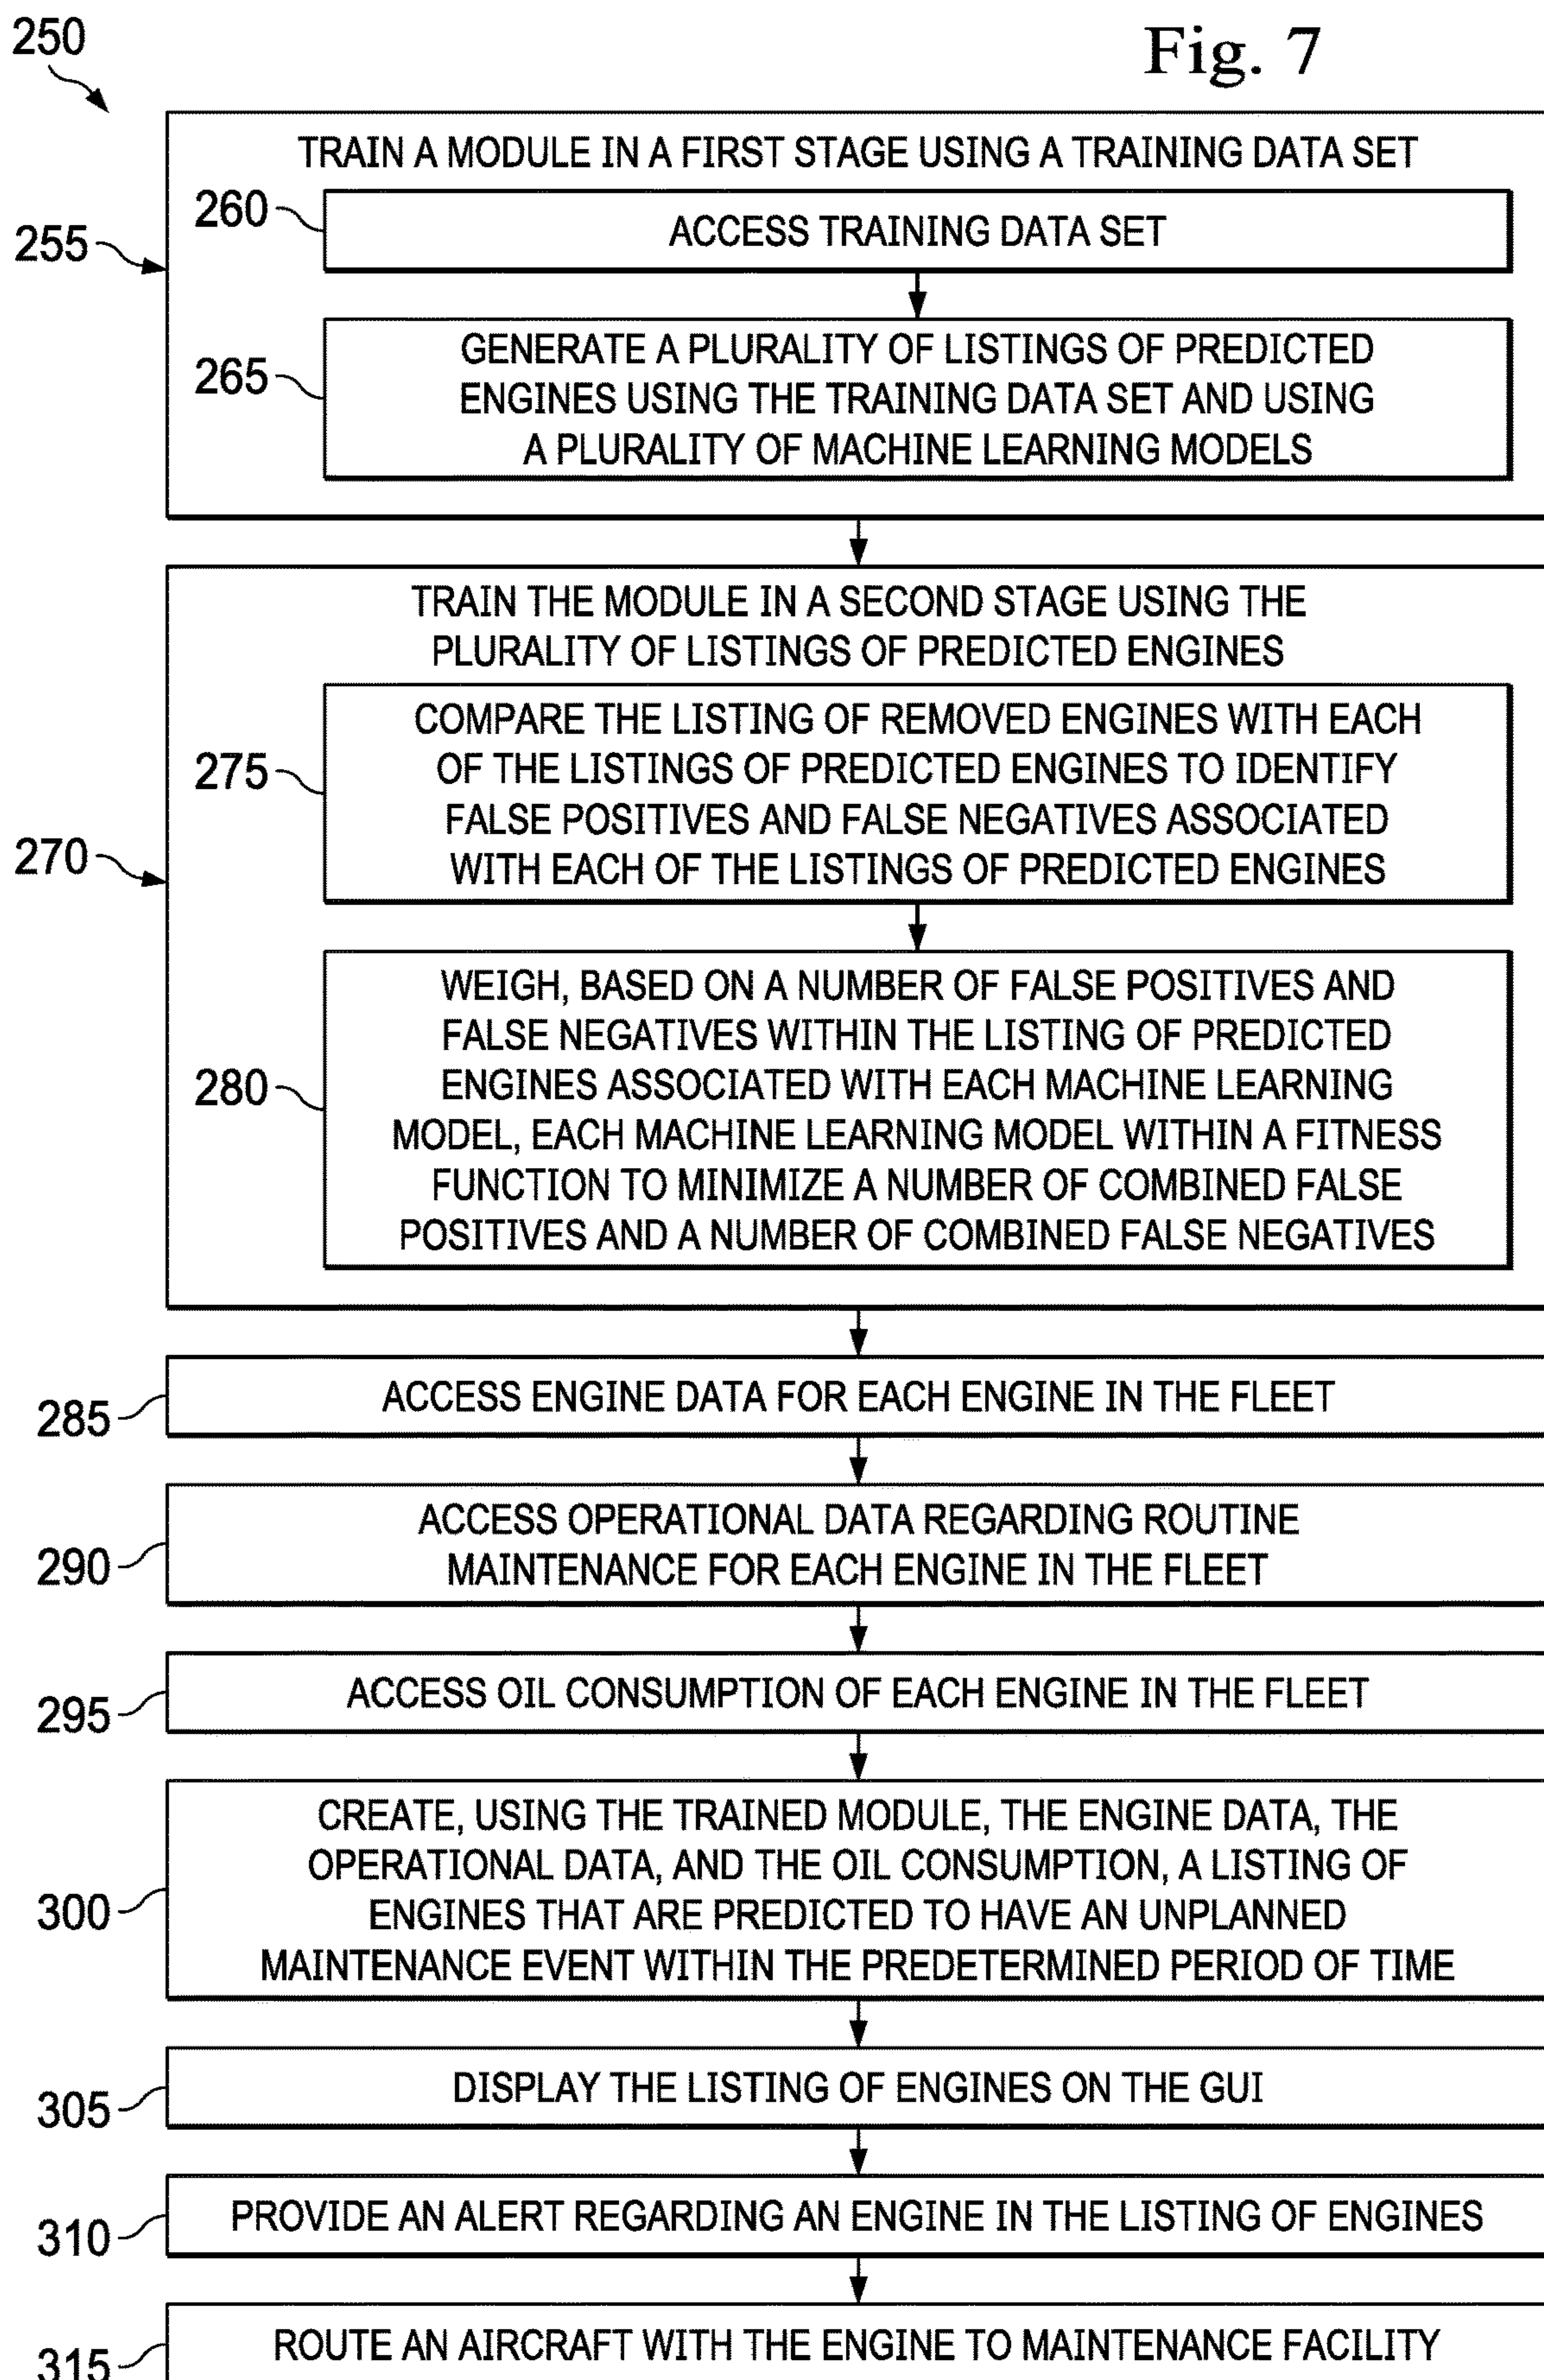 250
Fig. 7
TRAIN A MODULE IN A FIRST STAGE USING A TRAINING DATA SET
260
ACCESS TRAINING DATA SET
255
265
GENERATE A PLURALITY OF LISTINGS OF PREDICTED
ENGINES USING THE TRAINING DATA SET AND USING
A PLURALITY OF MACHINE LEARNING MODELS
TRAIN THE MODULE IN A SECOND STAGE USING THE
PLURALITY OF LISTINGS OF PREDICTED ENGINES
275
COMPARE THE LISTING OF REMOVED ENGINES WITH EACH
OF THE LISTINGS OF PREDICTED ENGINES TO IDENTIFY
FALSE POSITIVES AND FALSE NEGATIVES ASSOCIATED
WITH EACH OF THE LISTINGS OF PREDICTED ENGINES
270
280
WEIGH, BASED ON A NUMBER OF FALSE POSITIVES AND
FALSE NEGATIVES WITHIN THE LISTING OF PREDICTED
ENGINES ASSOCIATED WITH EACH MACHINE LEARNING
MODEL, EACH MACHINE LEARNING MODEL WITHIN A FITNESS
FUNCTION TO MINIMIZE A NUMBER OF COMBINED FALSE
POSITIVES AND A NUMBER OF COMBINED FALSE NEGATIVES
285
ACCESS ENGINE DATA FOR EACH ENGINE IN THE FLEET
290
ACCESS OPERATIONAL DATA REGARDING ROUTINE
MAINTENANCE FOR EACH ENGINE IN THE FLEET
295
ACCESS OIL CONSUMPTION OF EACH ENGINE IN THE FLEET
300
CREATE, USING THE TRAINED MODULE, THE ENGINE DATA, THE
OPERATIONAL DATA, AND THE OIL CONSUMPTION, A LISTING OF
ENGINES THAT ARE PREDICTED TO HAVE AN UNPLANNED
MAINTENANCE EVENT WITHIN THE PREDETERMINED PERIOD OF TIME
305
DISPLAY THE LISTING OF ENGINES ON THE GUI
310
PROVIDE AN ALERT REGARDING AN ENGINE IN THE LISTING OF ENGINES
315
ROUTE AN AIRCRAFT WITH THE ENGINE TO MAINTENANCE FACILITY